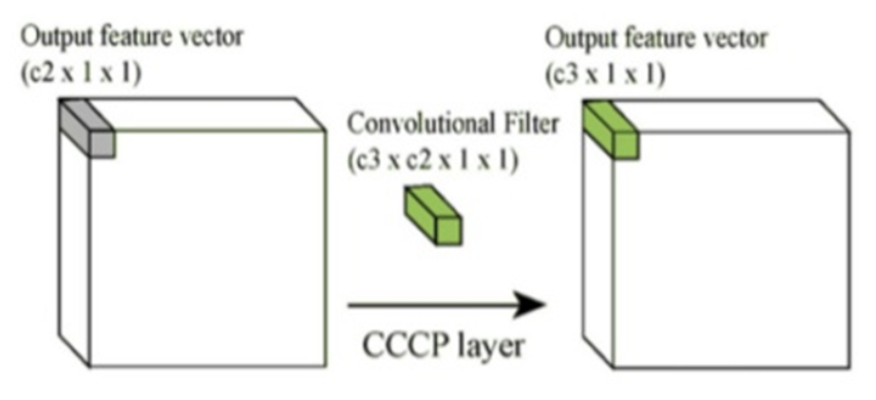 Output feature vector
(c2 x 1 x 1)
Output feature vector
(c3 x 1 x 1)
Convolutional Filter
(c3 x c2 x 1 x 1)
CCCP layer